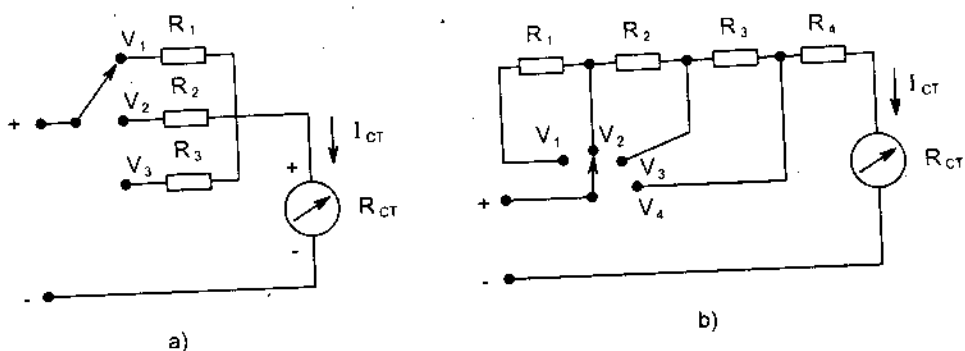 V1 R1
R2
+ V2
R3
V3
ICT
+
RCT
-
-
a)
R1 R2 R3 R4
ICT
V1 V2
V3
RCT
+
V4
-
b)